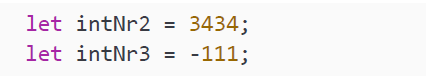 let intNr2 = 3434;
let intNr3 = -111;